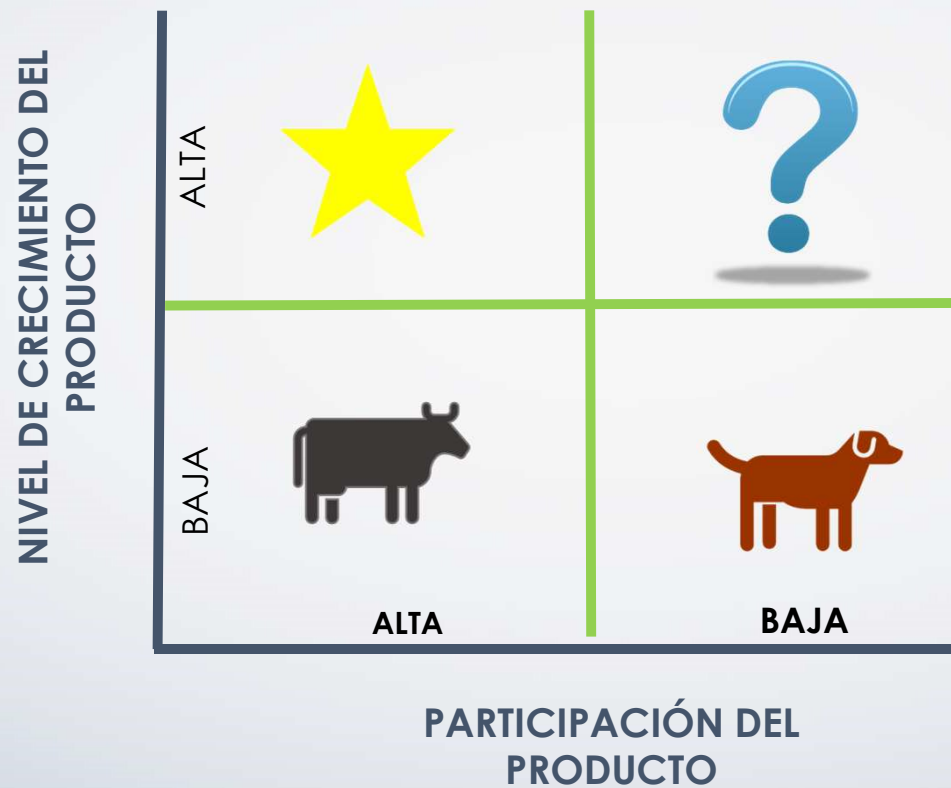 NIVEL DE CRECIMIENTO DEL
PRODUCTO
ALTA
BAJA
ALTA
BAJA
PARTICIPACIÓN DEL
PRODUCTO